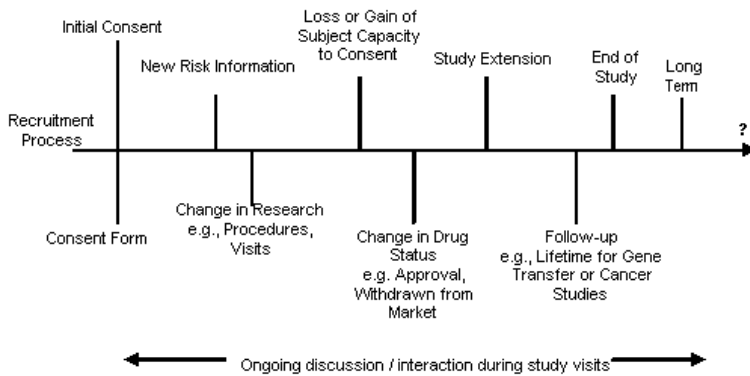 Initial Consent
Loss or Gain of
Subject Capacity
to Consent
New Risk Information
Study Extension
End of
Study
Long
Term
Recruitment
Process
?
Consent Form
Change in Research
e.g., Procedures,
Visits
Change in Drug
Status
e.g. Approval,
Withdrawn from
Market
Follow-up
e.g., Lifetime for Gene
Transfer or Cancer
Studies
Ongoing discussion / interaction during study visits